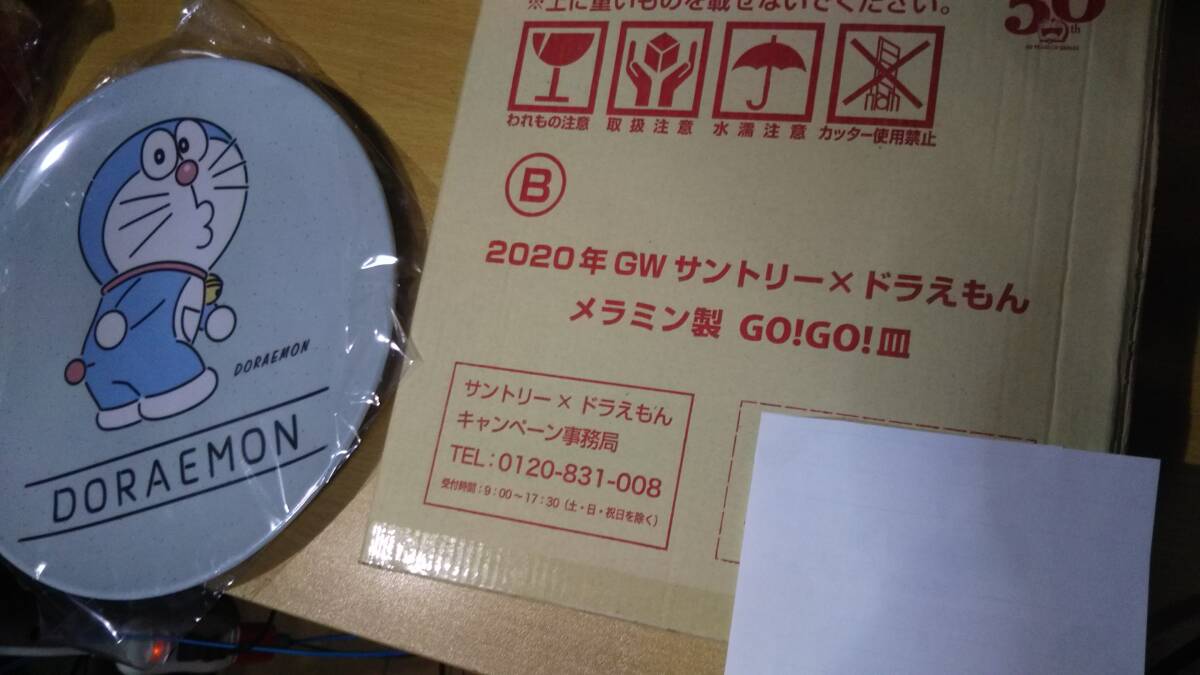 ※上に重いものを載せないでください。
50th
われもの注意 取扱注意 水濡注意 カッター使用禁止
B
2020年GW サントリー×ドラえもん
メラミン製 GO!GO!皿
サントリー × ドラえもん
キャンペーン事務局
TEL:0120-831-008
受付時間:9:00~17:30(土・日・祝日を除く)
DORAEMON
DORAEMON